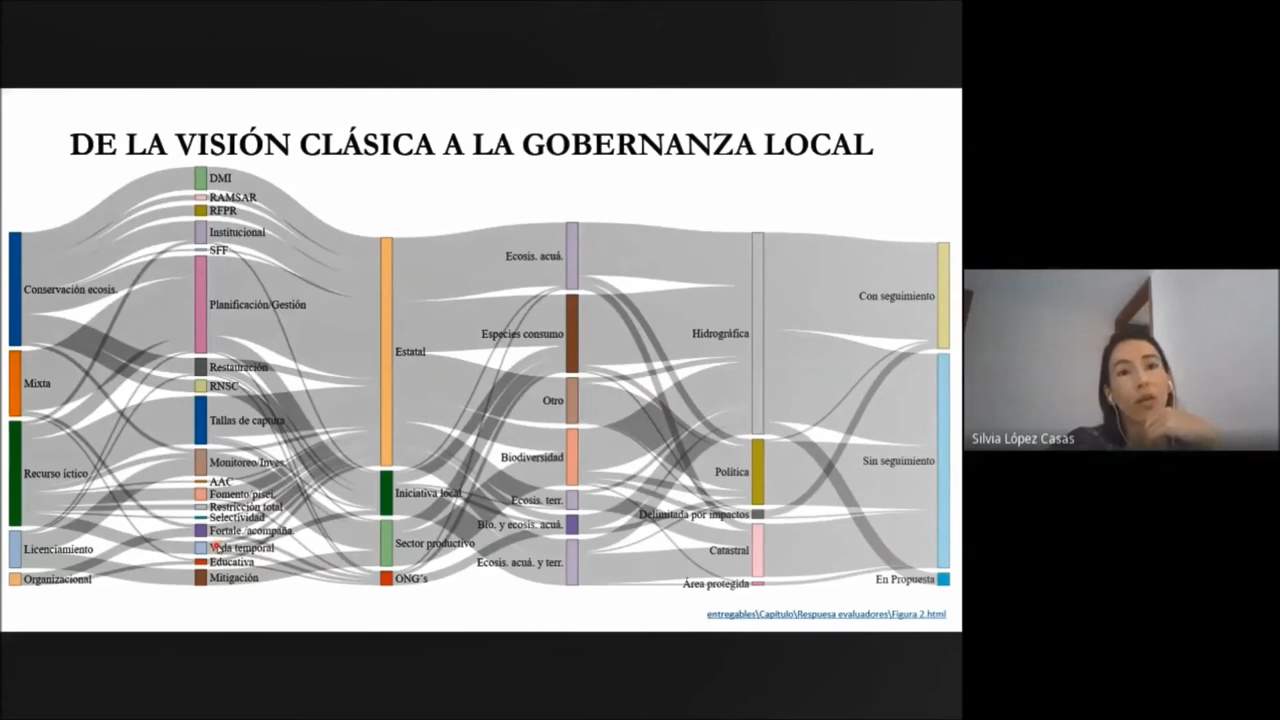 DE LA VISIÓN CLÁSICA A LA GOBERNANZA LOCAL
Conservación ecosis.
Mixta
Recurso íctico
Licenciamiento
Organizacional
DMI
RAMSAR
RFPR
Institucional
SFF
Planificación/Gestión
Restauración
RNSC
Tallas de captura
Monitoreo/Inves.
AAC
Fomento/pisci.
Restricción total
Selectividad
Fortale./acompaña.
Veda temporal
Educativa
Mitigación
Estatal
Iniciativa local
Sector productivo
ONG´s
Ecosis. acuá.
Especies consumo
Otro
Biodiversidad
Ecosis. terr.
Bio. y ecosis. acuá.
Ecosis. acuá. y terr.
Hidrográfica
Política
Delimitada por impactos
Catastral
Área protegida
Con seguimiento
Sin seguimiento
En Propuesta
entregables\Capitulo\Respuesa evaluadores\Figura 2.html
Silvia López Casas